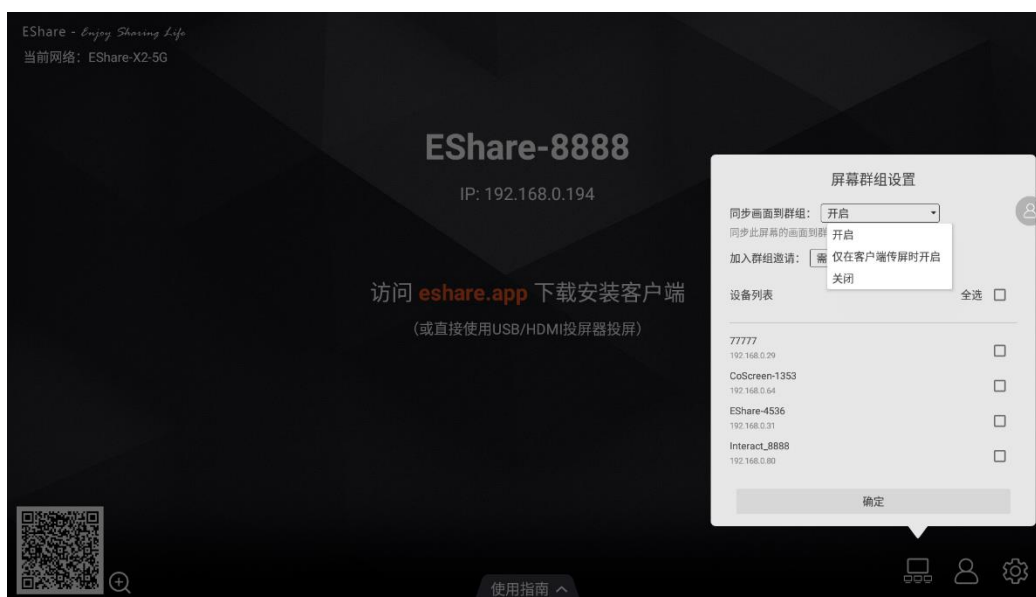 EShare - Enjoy Sharing Life
当前网络：EShare-X2-5G
EShare-8888
IP: 192.168.0.194
访问 eshare.app 下载安装客户端
（或直接使用USB/HDMI投屏器投屏）
屏幕群组设置
同步画面到群组： 开启
同步此屏幕的画面到群
开启
加入群组邀请： 需
仅在客户端传屏时开启
关闭
设备列表 全选
77777
192.168.0.29
CoScreen-1353
192.168.0.64
EShare-4536
192.168.0.31
Interact_8888
192.168.0.80
确定
使用指南